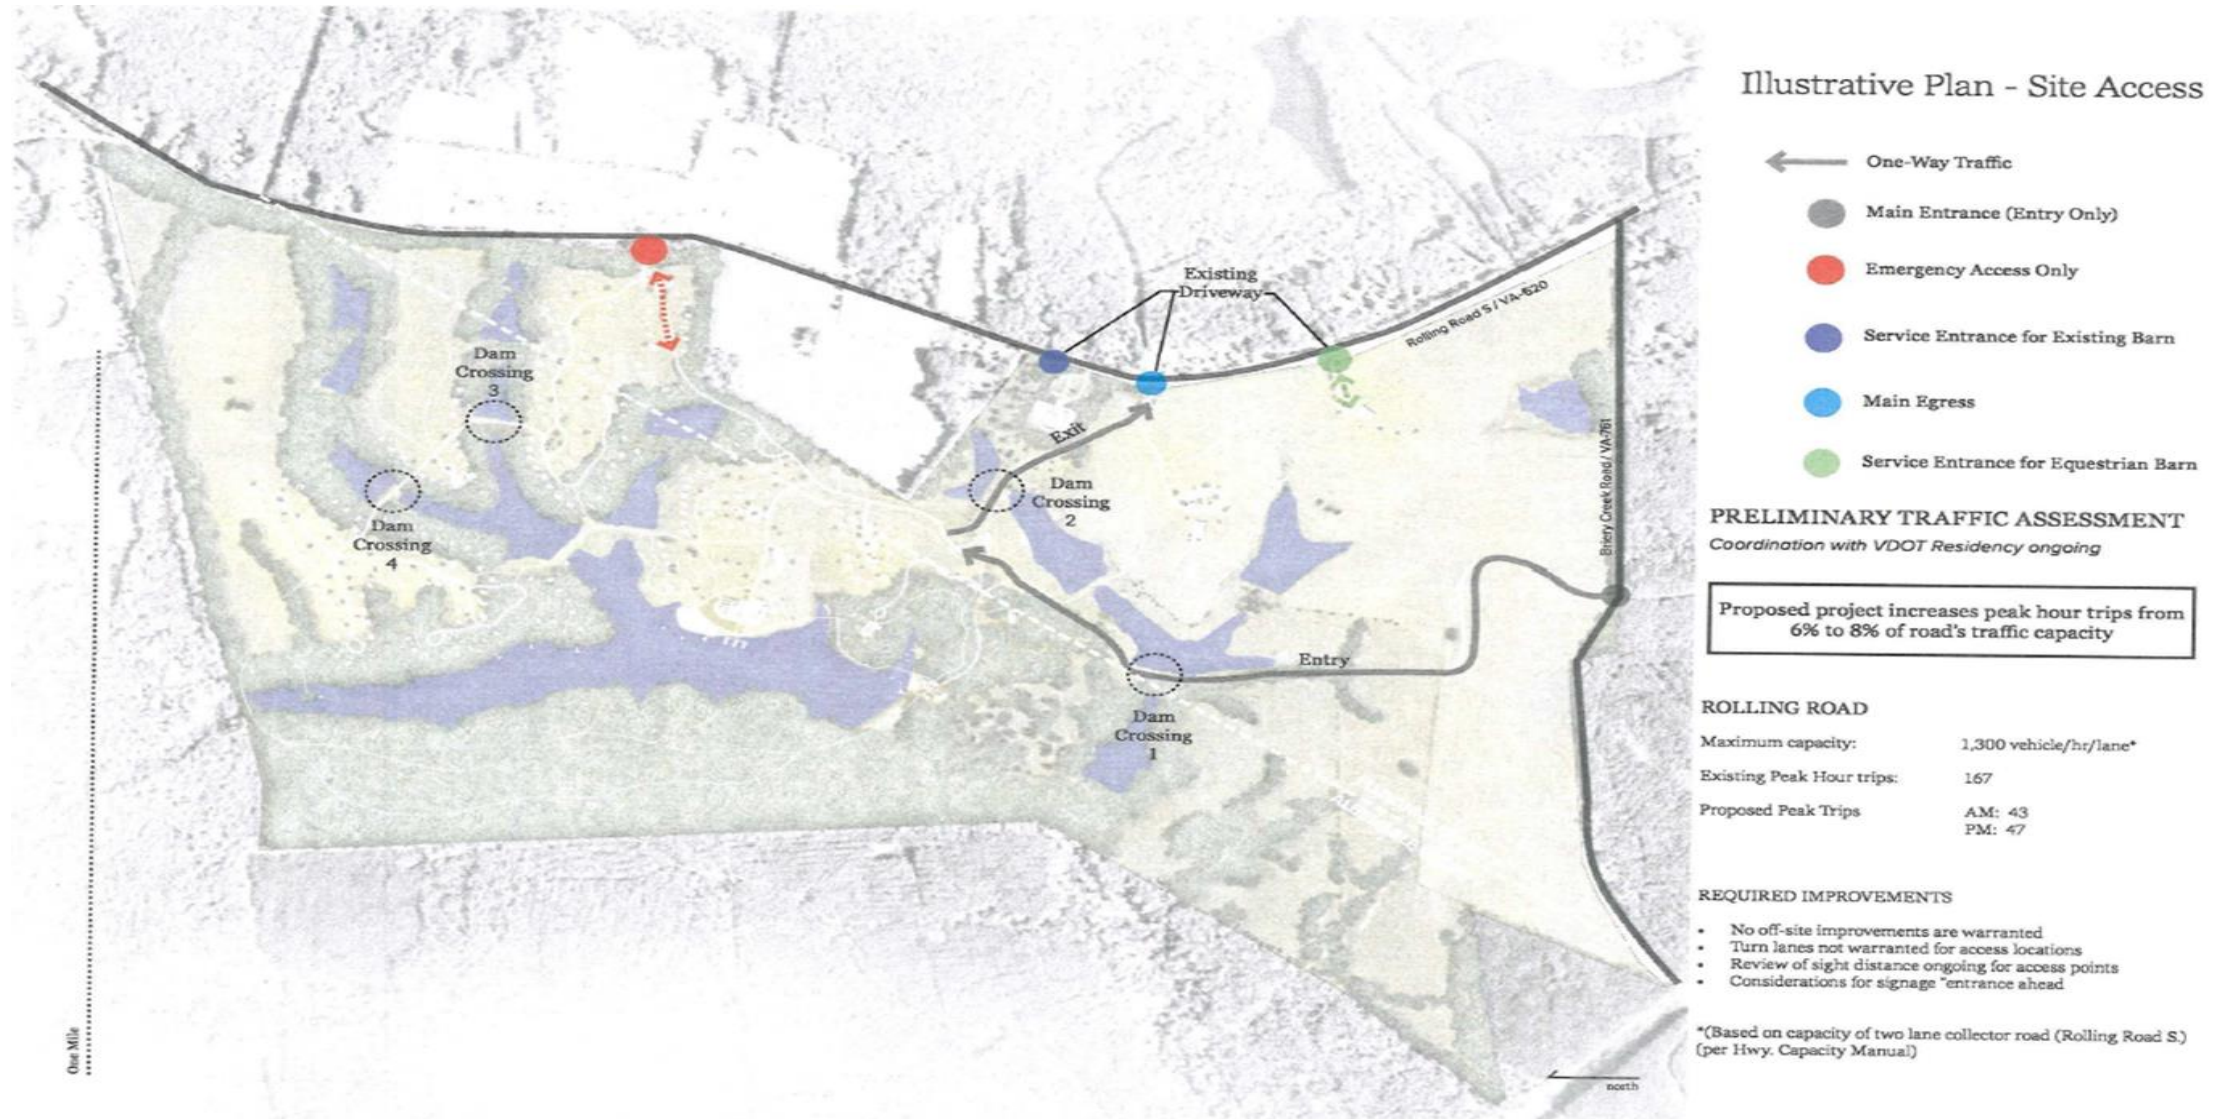 Illustrative Plan - Site Access
One-Way Traffic
Main Entrance (Entry Only)
Emergency Access Only
Service Entrance for Existing Barn
Main Egress
Service Entrance for Equestrian Barn
PRELIMINARY TRAFFIC ASSESSMENT
Coordination with VDOT Residency ongoing
Proposed project increases peak hour trips from
6% to 8% of road's traffic capacity
ROLLING ROAD
Maximum capacity: 1,300 vehicle/hr/lane*
Existing Peak Hour trips: 167
Proposed Peak Trips AM: 43
PM: 47
REQUIRED IMPROVEMENTS
• No off-site improvements are warranted
• Turn lanes not warranted for access locations
• Review of sight distance ongoing for access points
• Considerations for signage "entrance ahead
*(Based on capacity of two lane collector road (Rolling Road S.)
(per Hwy. Capacity Manual)
Existing
Driveway
Rolling Road S / VA-620
Briery Creek Road / VA-761
Dam
Crossing
3
Dam
Crossing
4
Exit
Dam
Crossing
2
Entry
Dam
Crossing
1
One Mile
north